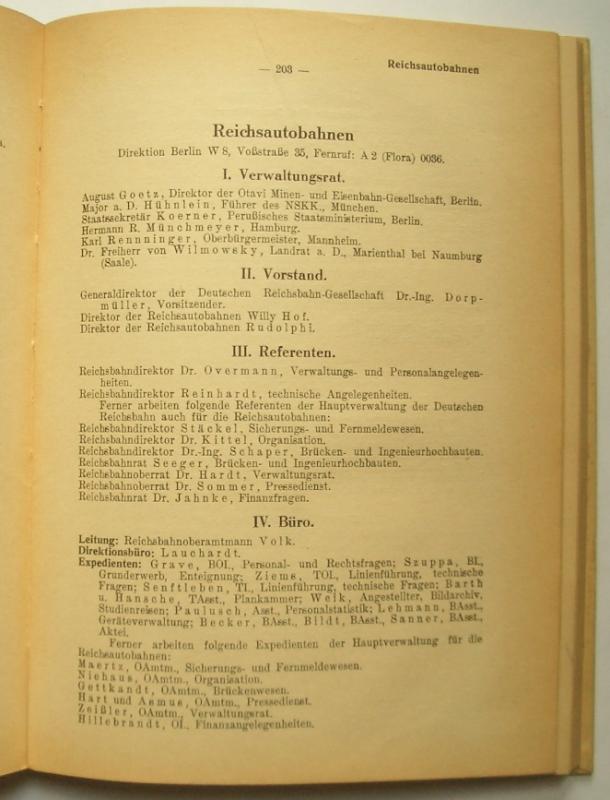 — 203 —
Reichsautobahnen
Reichsautobahnen
Direktion Berlin W 8, Voßstraße 35, Fernruf: A 2 (Flora) 0036.
I. Verwaltungsrat.
August Goetz, Direktor der Otavi Minen- und Eisenbahn-Gesellschaft, Berlin.
Major a. D. Hühnlein, Führer des NSKK., München.
Staatssekretär Koerner, Perußisches Staatsministerium, Berlin.
Hermann R. Münchmeyer, Hamburg.
Karl Rennninger, Oberbürgermeister, Mannheim.
Dr. Freiherr von Wilmowsky, Landrat a. D., Marienthal bei Naumburg
(Saale).
II. Vorstand.
Generaldirektor der Deutschen Reichsbahn-Gesellschaft Dr.-Ing. Dorp-
müller, Vorsitzender.
Direktor der Reichsautobahnen Willy Hof.
Direktor der Reichsautobahnen Rudolphi.
III. Referenten.
Reichsbahndirektor Dr. Overmann, Verwaltungs- und Personalangelegen-
heiten.
Reichsbahndirektor Reinhardt, technische Angelegenheiten.
Ferner arbeiten folgende Referenten der Hauptverwaltung der Deutschen
Reichsbahn auch für die Reichsautobahnen:
Reichsbahndirektor Stäckel, Sicherungs- und Fernmeldewesen.
Reichsbahndirektor Dr. Kittel, Organisation.
Reichsbahndirektor Dr.-Ing. Schaper, Brücken- und Ingenieurhochbauten.
Reichsbahnrat Seeger, Brücken- und Ingenieurhochbauten.
Reichsbahnoberrat Dr. Hardt, Verwaltungsrat.
Reichsbahnoberrat Dr. Sommer, Pressedienst.
Reichsbahnrat Dr. Jahnke, Finanzfragen.
IV. Büro.
Leitung: Reichsbahnoberamtmann Volk.
Direktionsbüro: Lauchardt.
Expedienten: Grave, BOI., Personal- und Rechtsfragen; Szuppa, BI.,
Grunderwerb, Enteignung; Ziems, TOI., Linienführung, technische
Fragen; Senftleben, TI., Linienführung, technische Fragen; Barth
u. Hansche, TAsst., Plankammer; Welk, Angestellter, Bildarchiv,
Studienreisen; Paulusch, Asst., Personalstatistik; Lehmann, BAsst.,
Geräteverwaltung; Becker, BAsst., Bildt, BAsst., Sanner, BAsst.,
Aktei.
Ferner arbeiten folgende Expedienten der Hauptverwaltung für die
Reichsautobahnen:
Maertz, OAmtm., Sicherungs- und Fernmeldewesen.
Niehaus, OAmtm., Organisation.
Gottkandt, OAmtm., Brückenwesen.
Hart und Asmus, OAmtm., Pressedienst.
Zeißler, OAmtm., Verwaltungsrat.
Hillebrandt, OI., Finanzangelegenheiten.